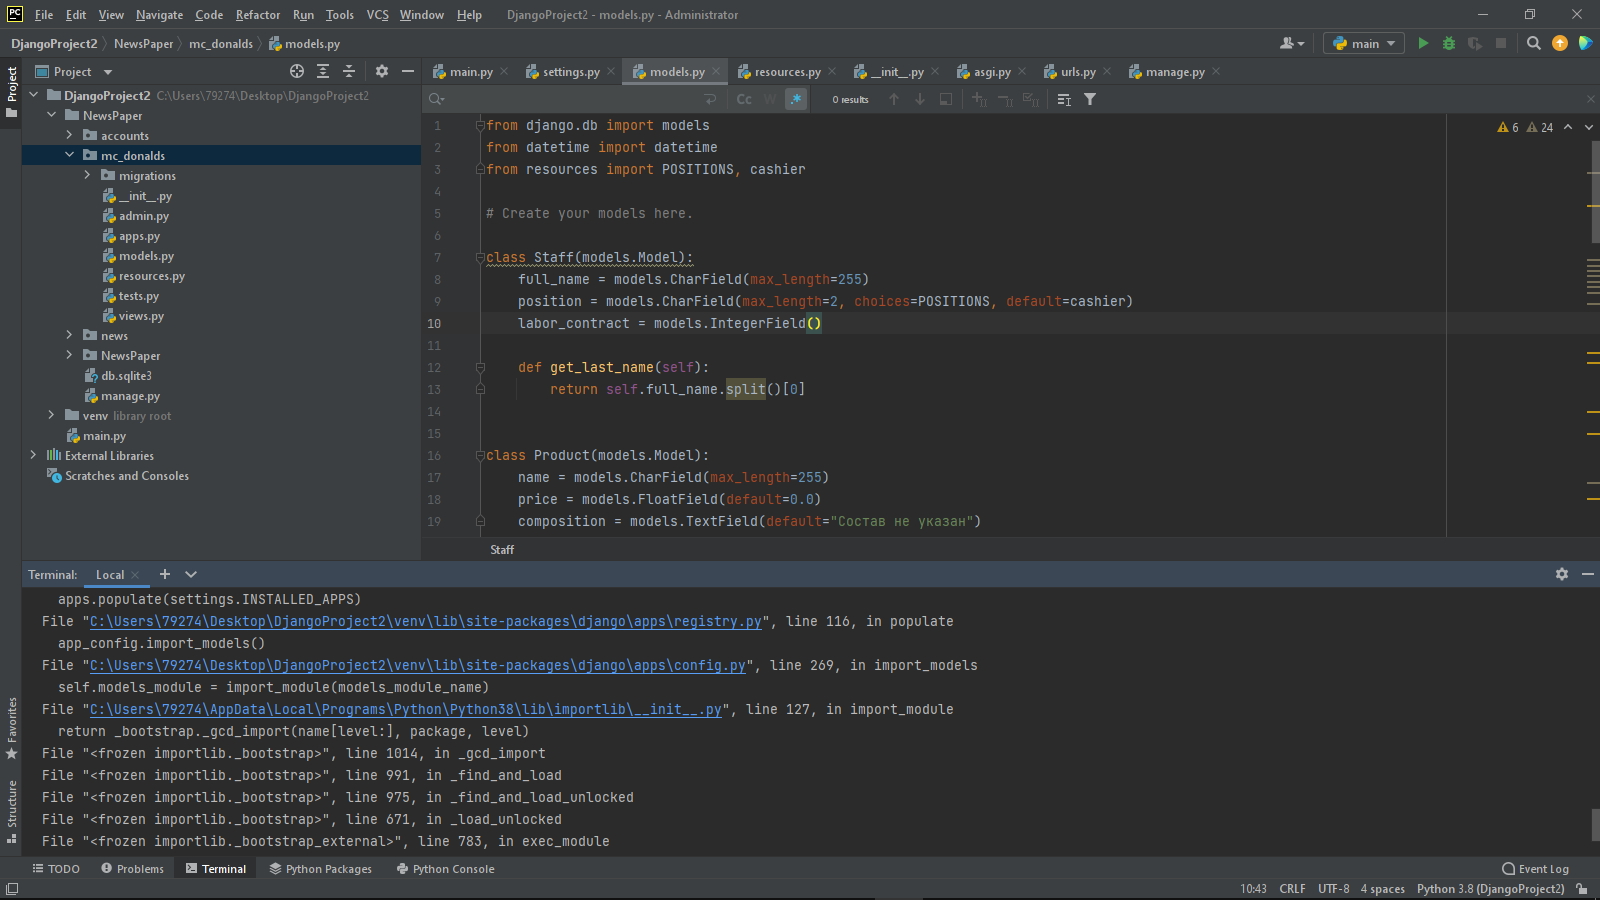 PC File Edit View Navigate Code Refactor Run Tools VCS Window Help DjangoProject2 - models.py - Administrator
DjangoProject2 NewsPaper mc_donalds models.py main
Project
Project
main.py settings.py models.py resources.py __init__.py asgi.py urls.py manage.py
DjangoProject2 C:\Users\79274\Desktop\DjangoProject2
NewsPaper
accounts
mc_donalds
migrations
__init__.py
admin.py
apps.py
models.py
resources.py
tests.py
views.py
news
NewsPaper
db.sqlite3
manage.py
venv library root
main.py
External Libraries
Scratches and Consoles
Cc W .* 0 results
6 24
1 from django.db import models
2 from datetime import datetime
3 from resources import POSITIONS, cashier
4
5 # Create your models here.
6
7 class Staff(models.Model):
8 full_name = models.CharField(max_length=255)
9 position = models.CharField(max_length=2, choices=POSITIONS, default=cashier)
10 labor_contract = models.IntegerField()
11
12 def get_last_name(self):
13 return self.full_name.split()[0]
14
15
16 class Product(models.Model):
17 name = models.CharField(max_length=255)
18 price = models.FloatField(default=0.0)
19 composition = models.TextField(default="Состав не указан")
Staff
Terminal: Local
apps.populate(settings.INSTALLED_APPS)
File "C:\Users\79274\Desktop\DjangoProject2\venv\lib\site-packages\django\apps\registry.py", line 116, in populate
app_config.import_models()
File "C:\Users\79274\Desktop\DjangoProject2\venv\lib\site-packages\django\apps\config.py", line 269, in import_models
self.models_module = import_module(models_module_name)
File "C:\Users\79274\AppData\Local\Programs\Python\Python38\lib\importlib\__init__.py", line 127, in import_module
return _bootstrap._gcd_import(name[level:], package, level)
File "<frozen importlib._bootstrap>", line 1014, in _gcd_import
File "<frozen importlib._bootstrap>", line 991, in _find_and_load
File "<frozen importlib._bootstrap>", line 975, in _find_and_load_unlocked
File "<frozen importlib._bootstrap>", line 671, in _load_unlocked
File "<frozen importlib._bootstrap_external>", line 783, in exec_module
Favorites
Structure
TODO Problems Terminal Python Packages Python Console Event Log
10:43 CRLF UTF-8 4 spaces Python 3.8 (DjangoProject2)